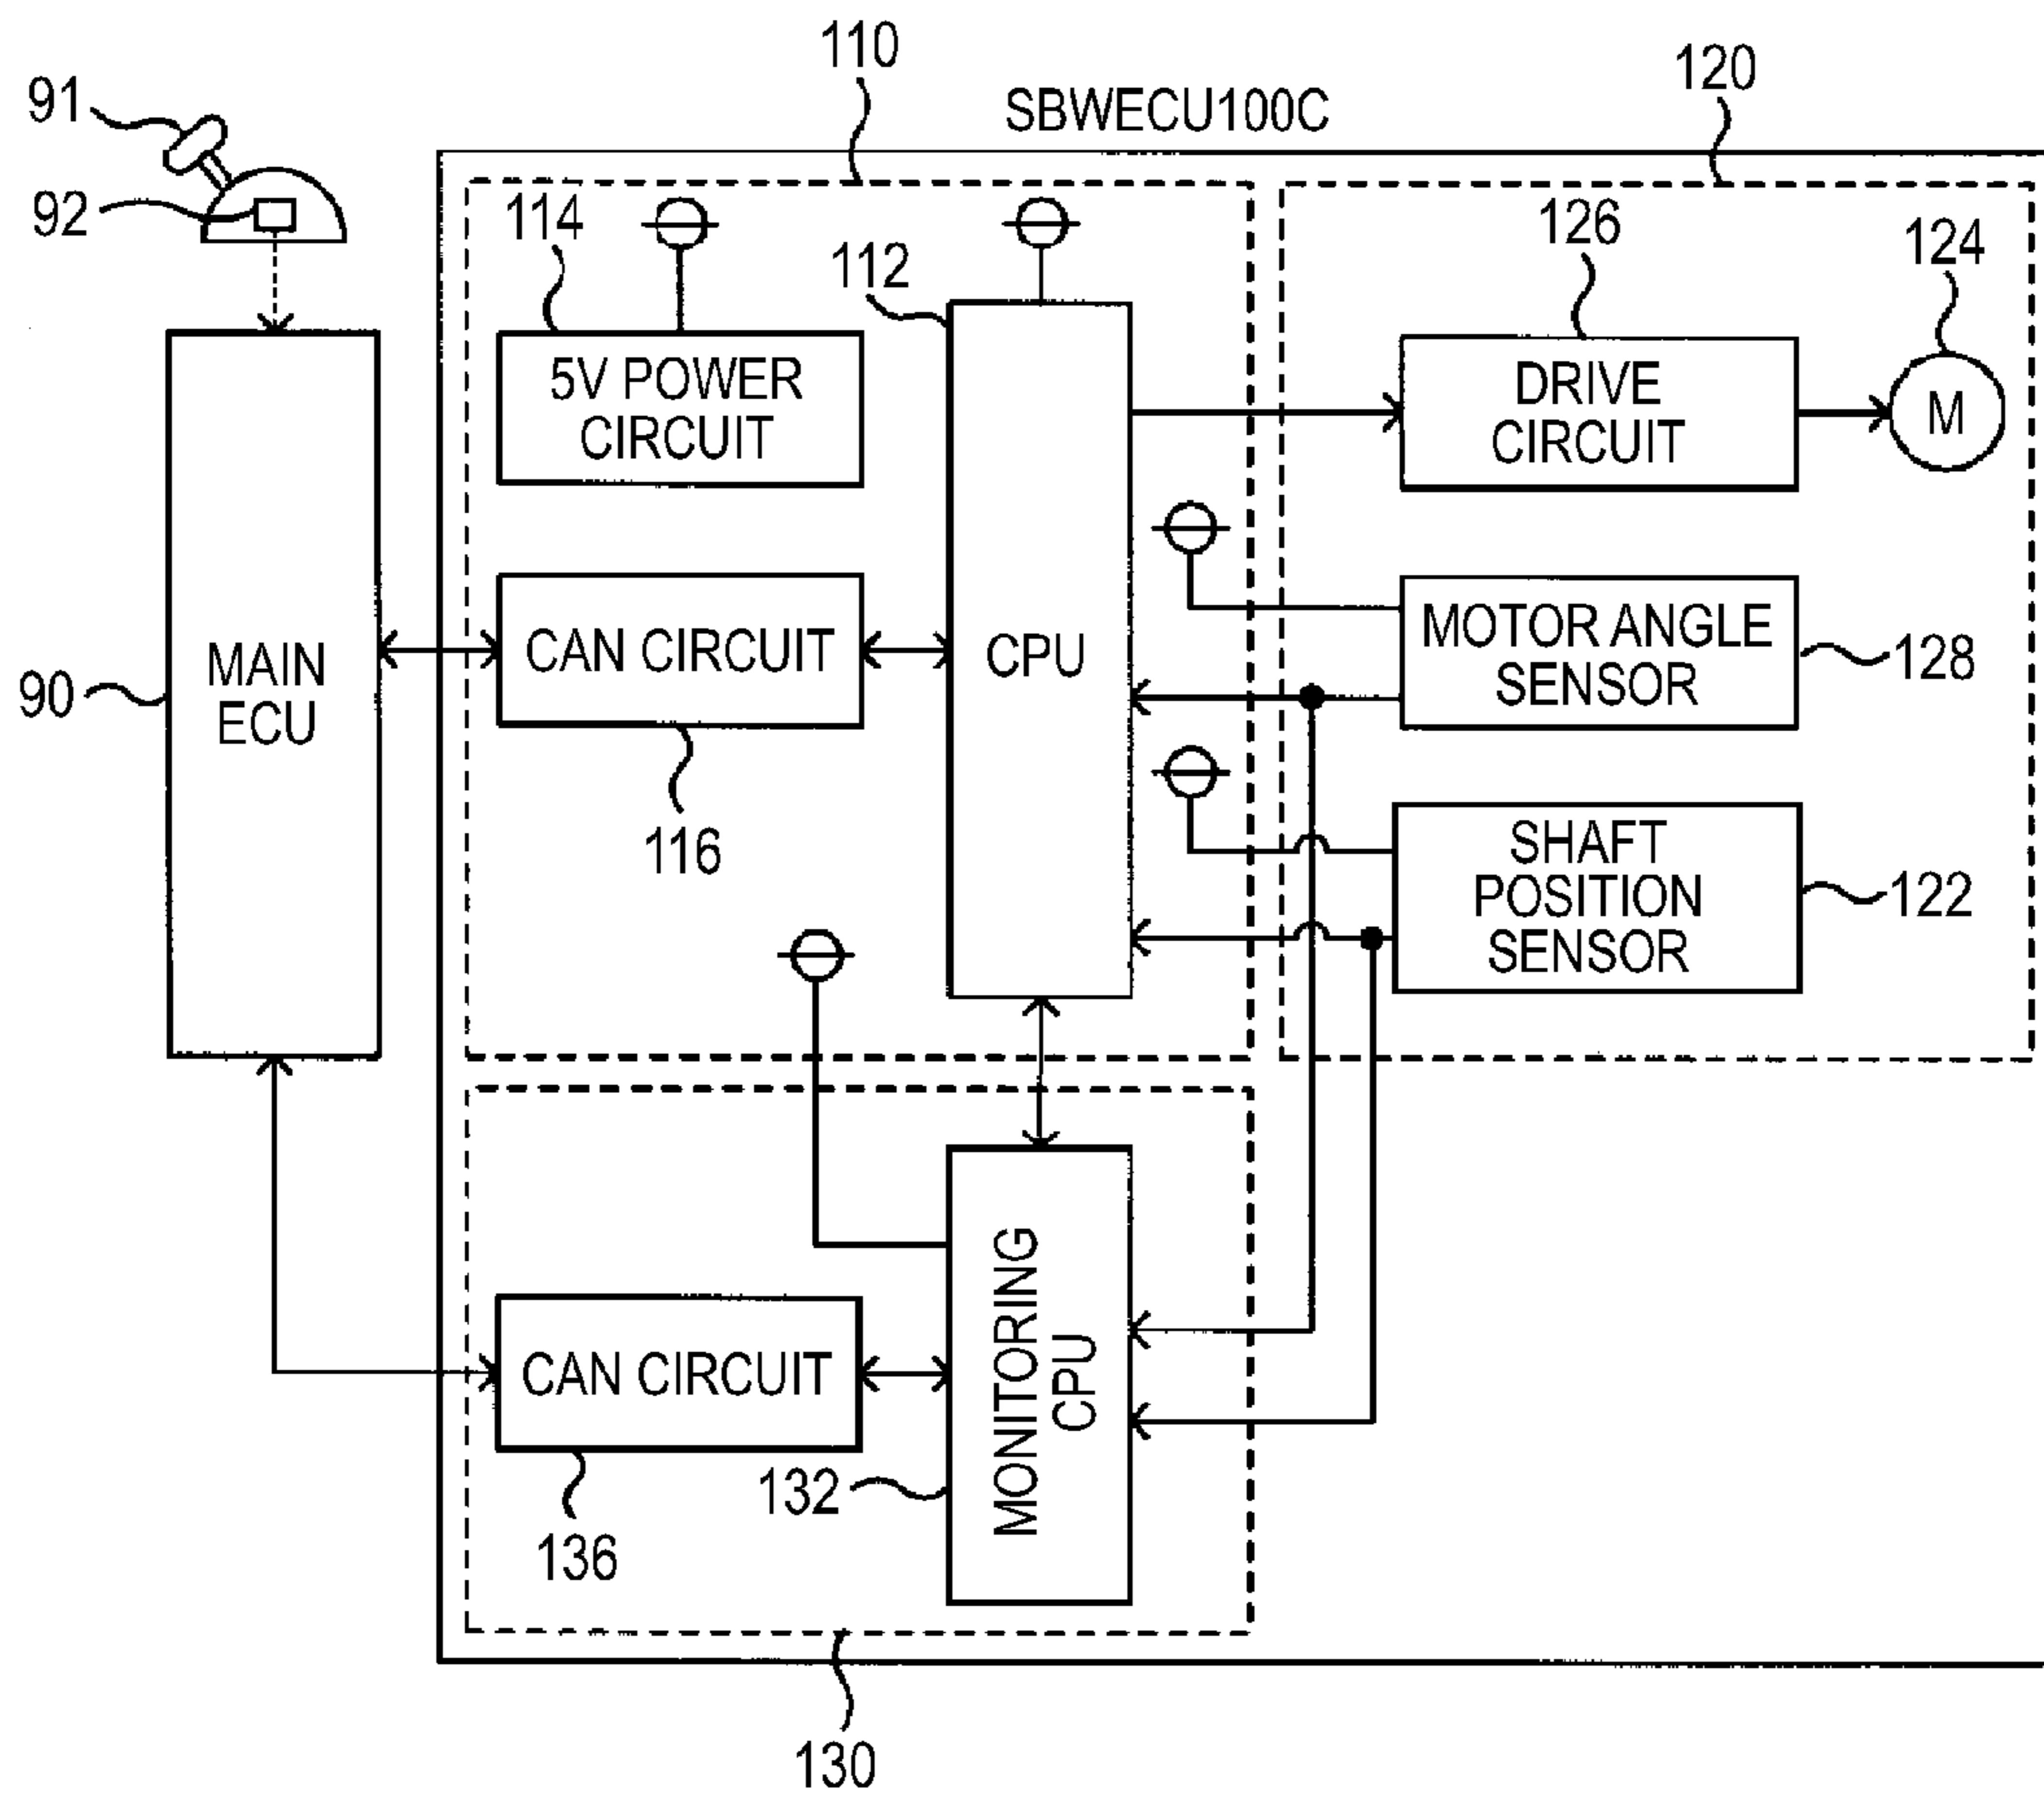 110
120
91
SBWECU100C
92
114
126
124
112
5V POWER
CIRCUIT
DRIVE
CIRCUIT
M
MAIN
ECU
CAN CIRCUIT
CPU
MOTOR ANGLE
SENSOR
128
90
116
SHAFT
POSITION
SENSOR
122
MONITORING
CPU
CAN CIRCUIT
132
136
130